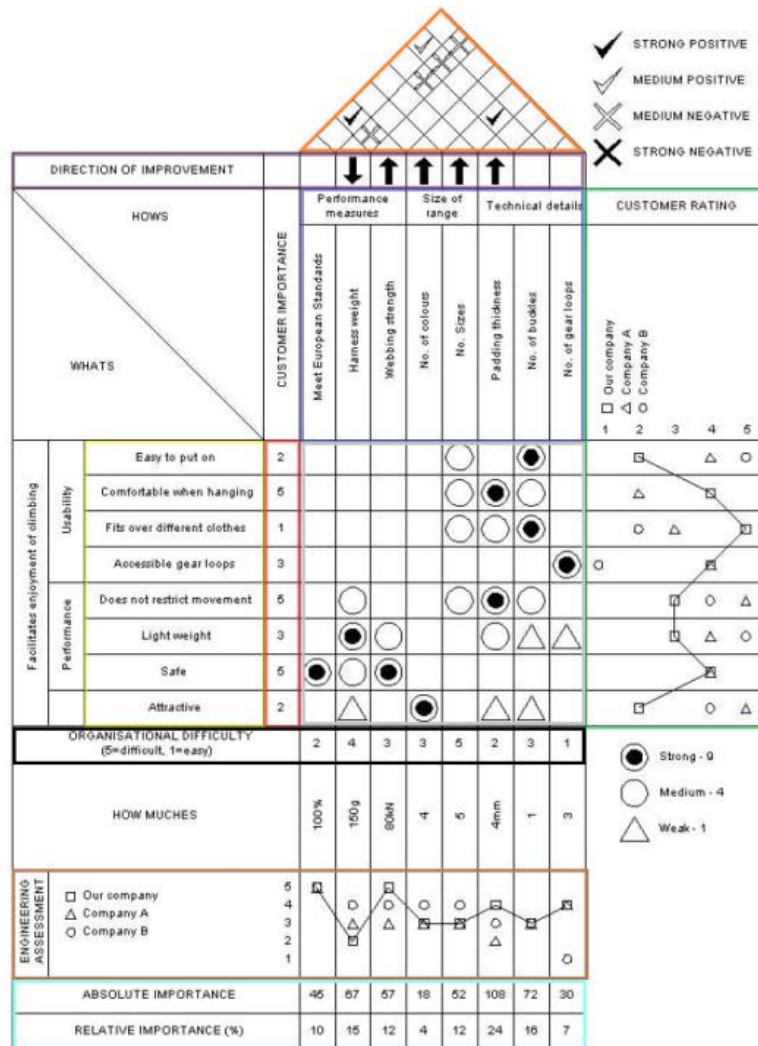 STRONG POSITIVE
MEDIUM POSITIVE
MEDIUM NEGATIVE
STRONG NEGATIVE
DIRECTION OF IMPROVEMENT
HOWS
WHATS
CUSTOMER IMPORTANCE
Performance measures
Size of range
Technical details
CUSTOMER RATING
Meet European Standards
Harness weight
Webbing strength
No. of colours
No. Sizes
Padding thickness
No. of buckles
No. of gear loops
Our company
Company A
Company B
1 2 3 4 5
Facilitates enjoyment of climbing
Usability
Easy to put on 2
Comfortable when hanging 5
Fits over different clothes 1
Accessible gear loops 3
Performance
Does not restrict movement 5
Light weight 3
Safe 5
Attractive 2
ORGANISATIONAL DIFFICULTY
(5=difficult, 1=easy)
2 4 3 3 5 2 3 1
Strong - 9
Medium - 4
Weak - 1
HOW MUCHES
100% 150g 80kN 4 5 4mm 1 3
ENGINEERING ASSESSMENT
Our company
Company A
Company B
5
4
3
2
1
ABSOLUTE IMPORTANCE 45 67 57 18 52 108 72 30
RELATIVE IMPORTANCE (%) 10 15 12 4 12 24 16 7